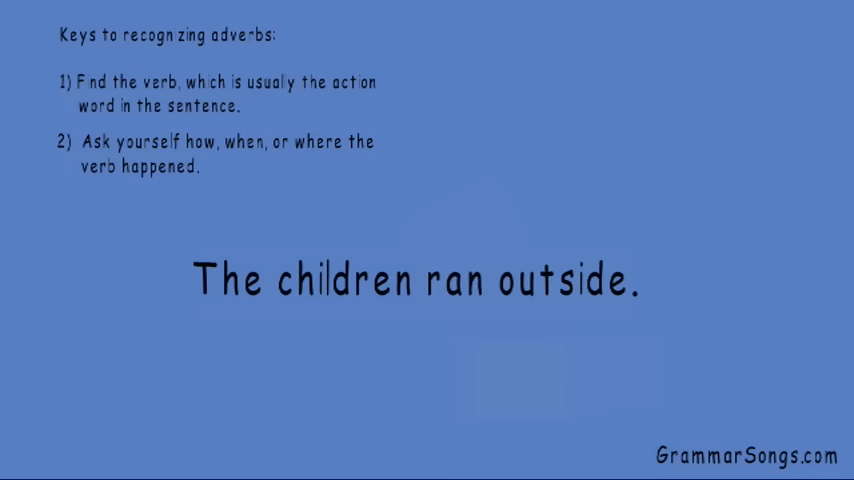 Keys to recognizing adverbs:
1) Find the verb, which is usually the action
word in the sentence.
2) Ask yourself how, when, or where the
verb happened.
The children ran outside.
GrammarSongs.com